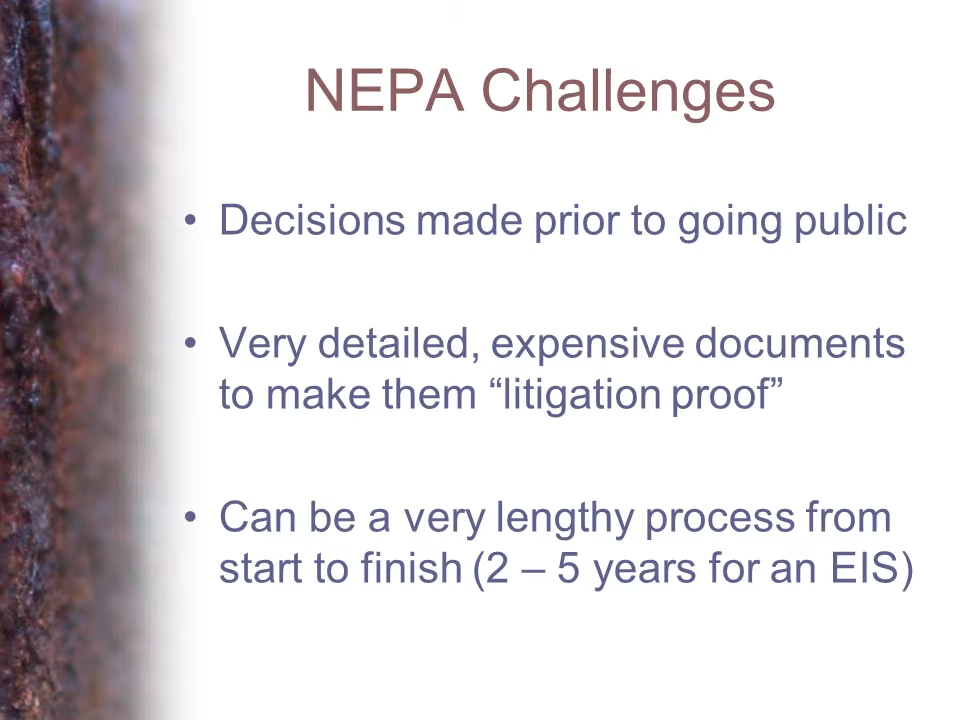 NEPA Challenges
• Decisions made prior to going public
• Very detailed, expensive documents
to make them “litigation proof”
• Can be a very lengthy process from
start to finish (2 – 5 years for an EIS)